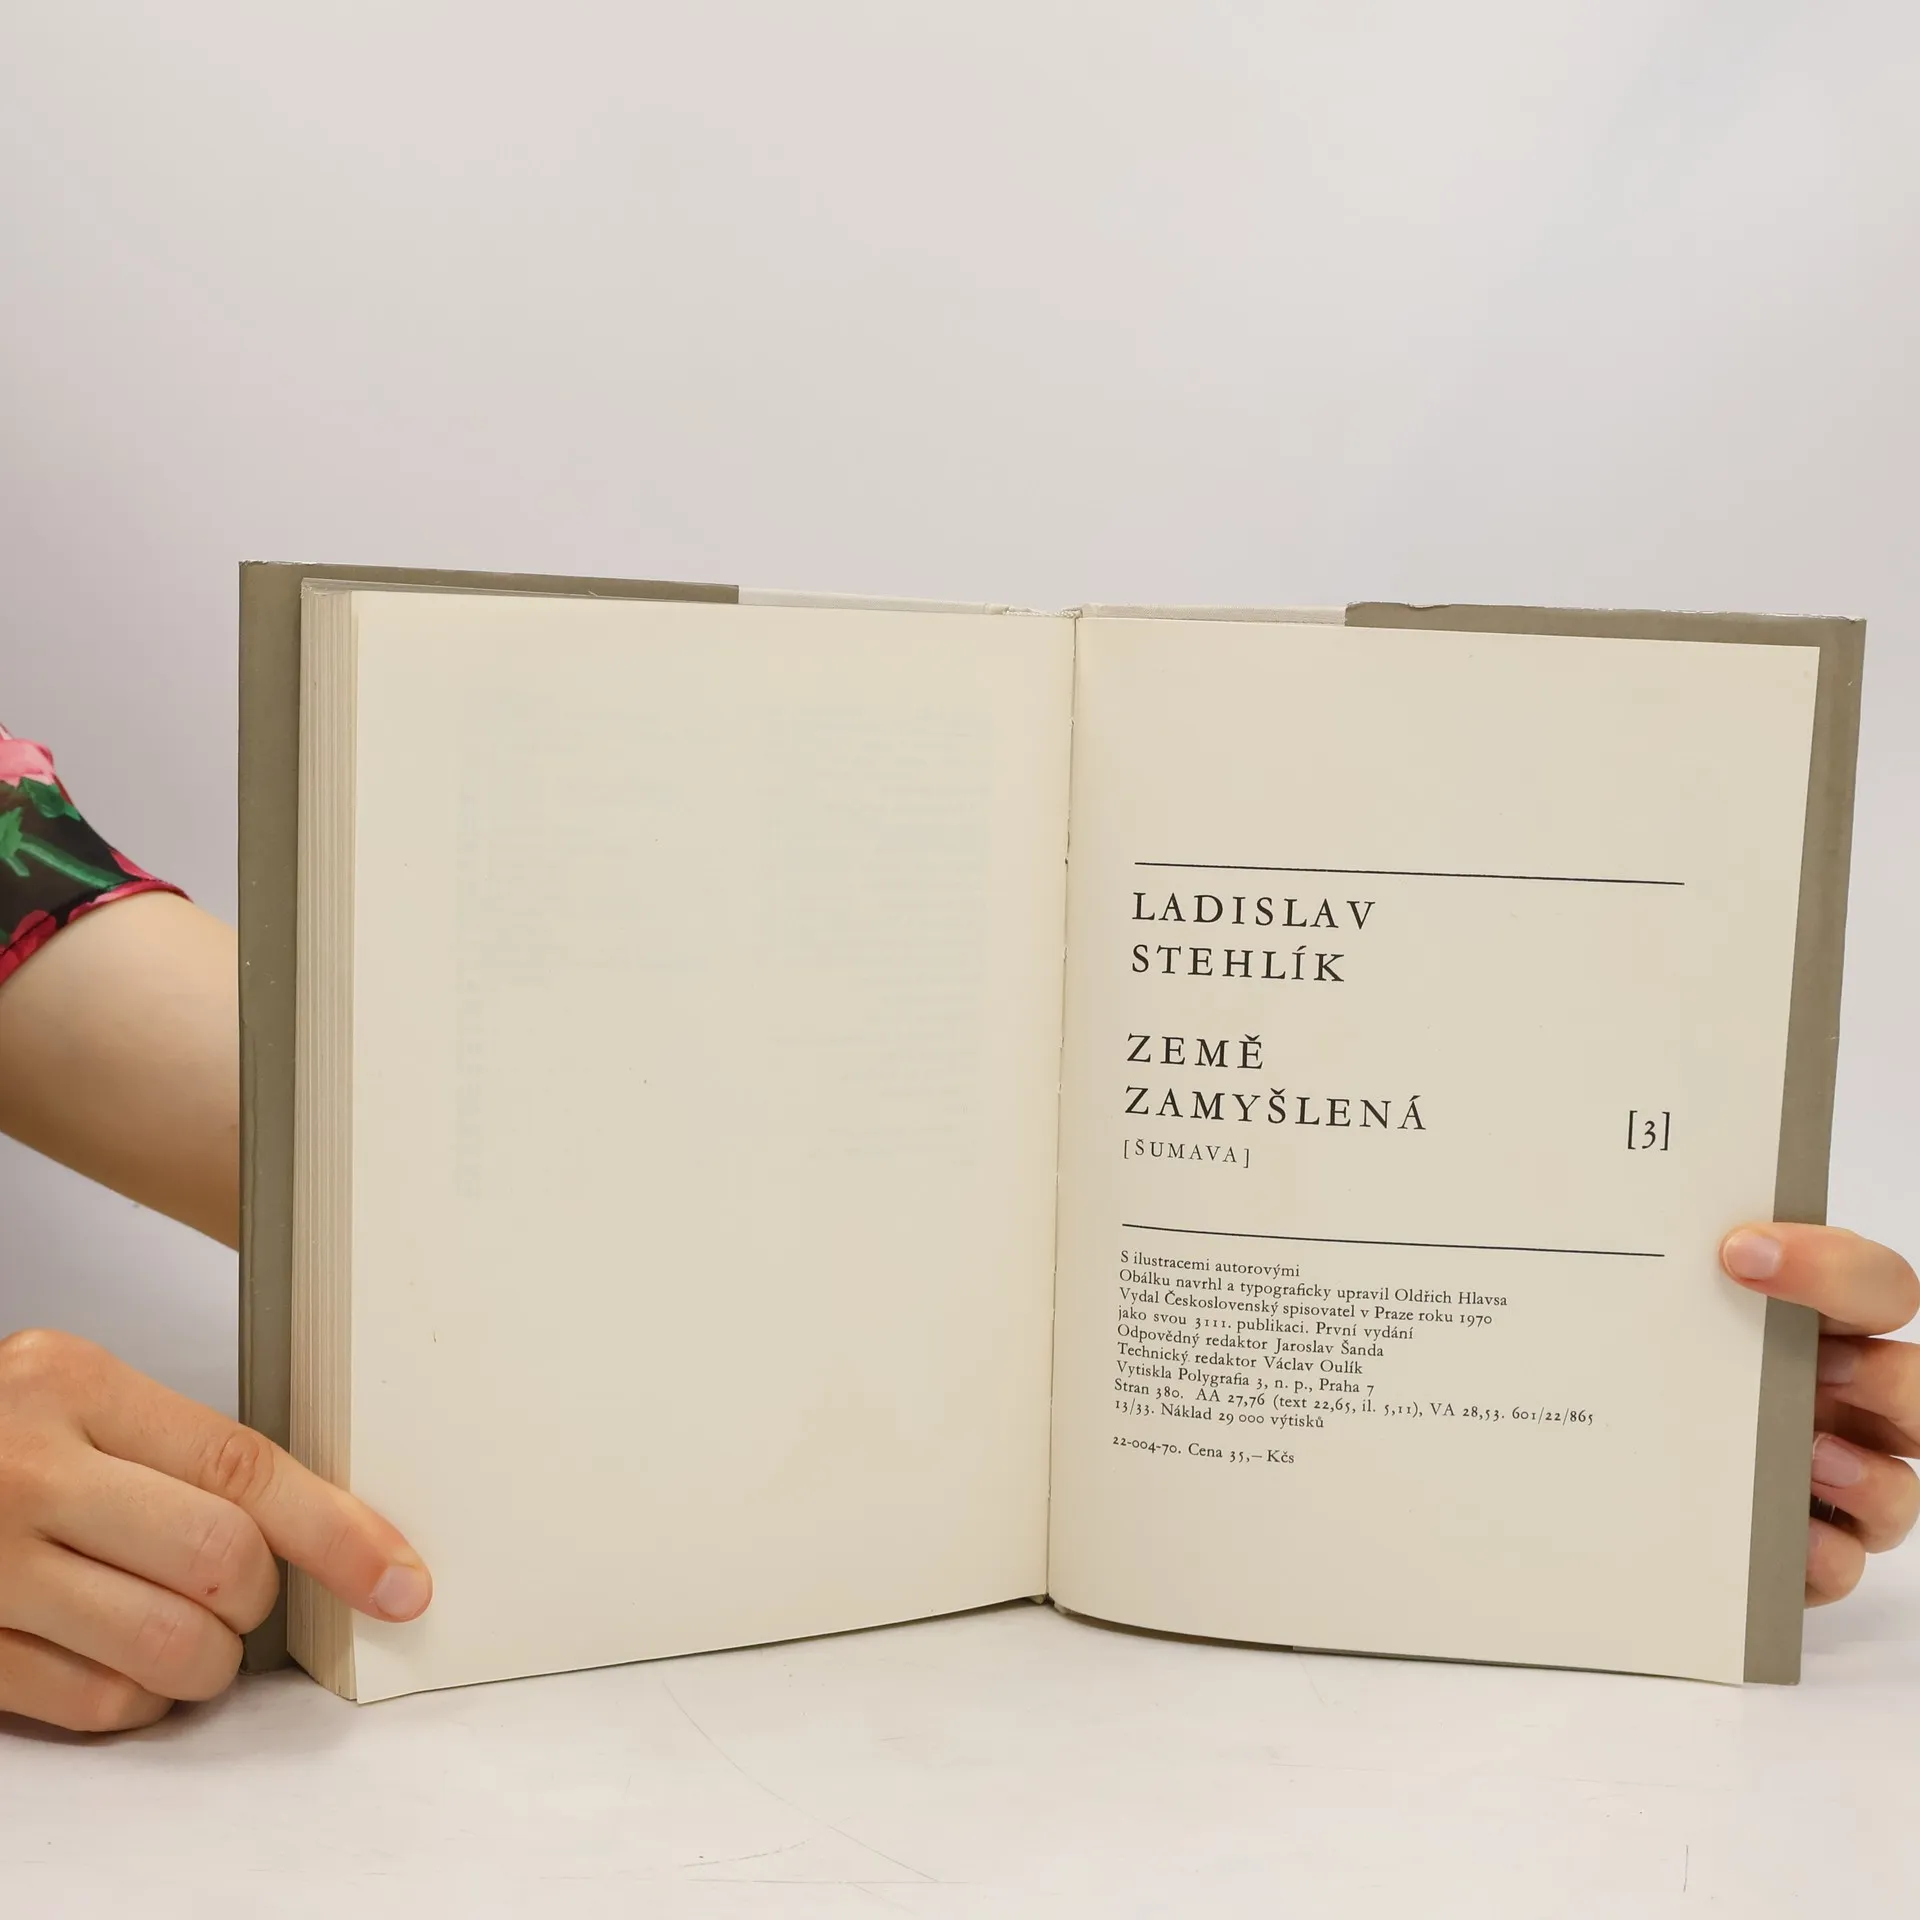 LADISLAV
STEHLÍK
ZEMĚ
ZAMYŠLENÁ [3]
[ŠUMAVA]
S ilustracemi autorovými
Obálku navrhl a typograficky upravil Oldřich Hlavsa
Vydal Československý spisovatel v Praze roku 1970
jako svou 3111. publikaci. První vydání
Odpovědný redaktor Jaroslav Šanda
Technický redaktor Václav Oulík
Vytiskla Polygrafia 3, n. p., Praha 7
Stran 380. AA 27,76 (text 22,65, il. 5,11), VA 28,53. 601/22/865
13/33. Náklad 29 000 výtisků
22-004-70. Cena 35,– Kčs